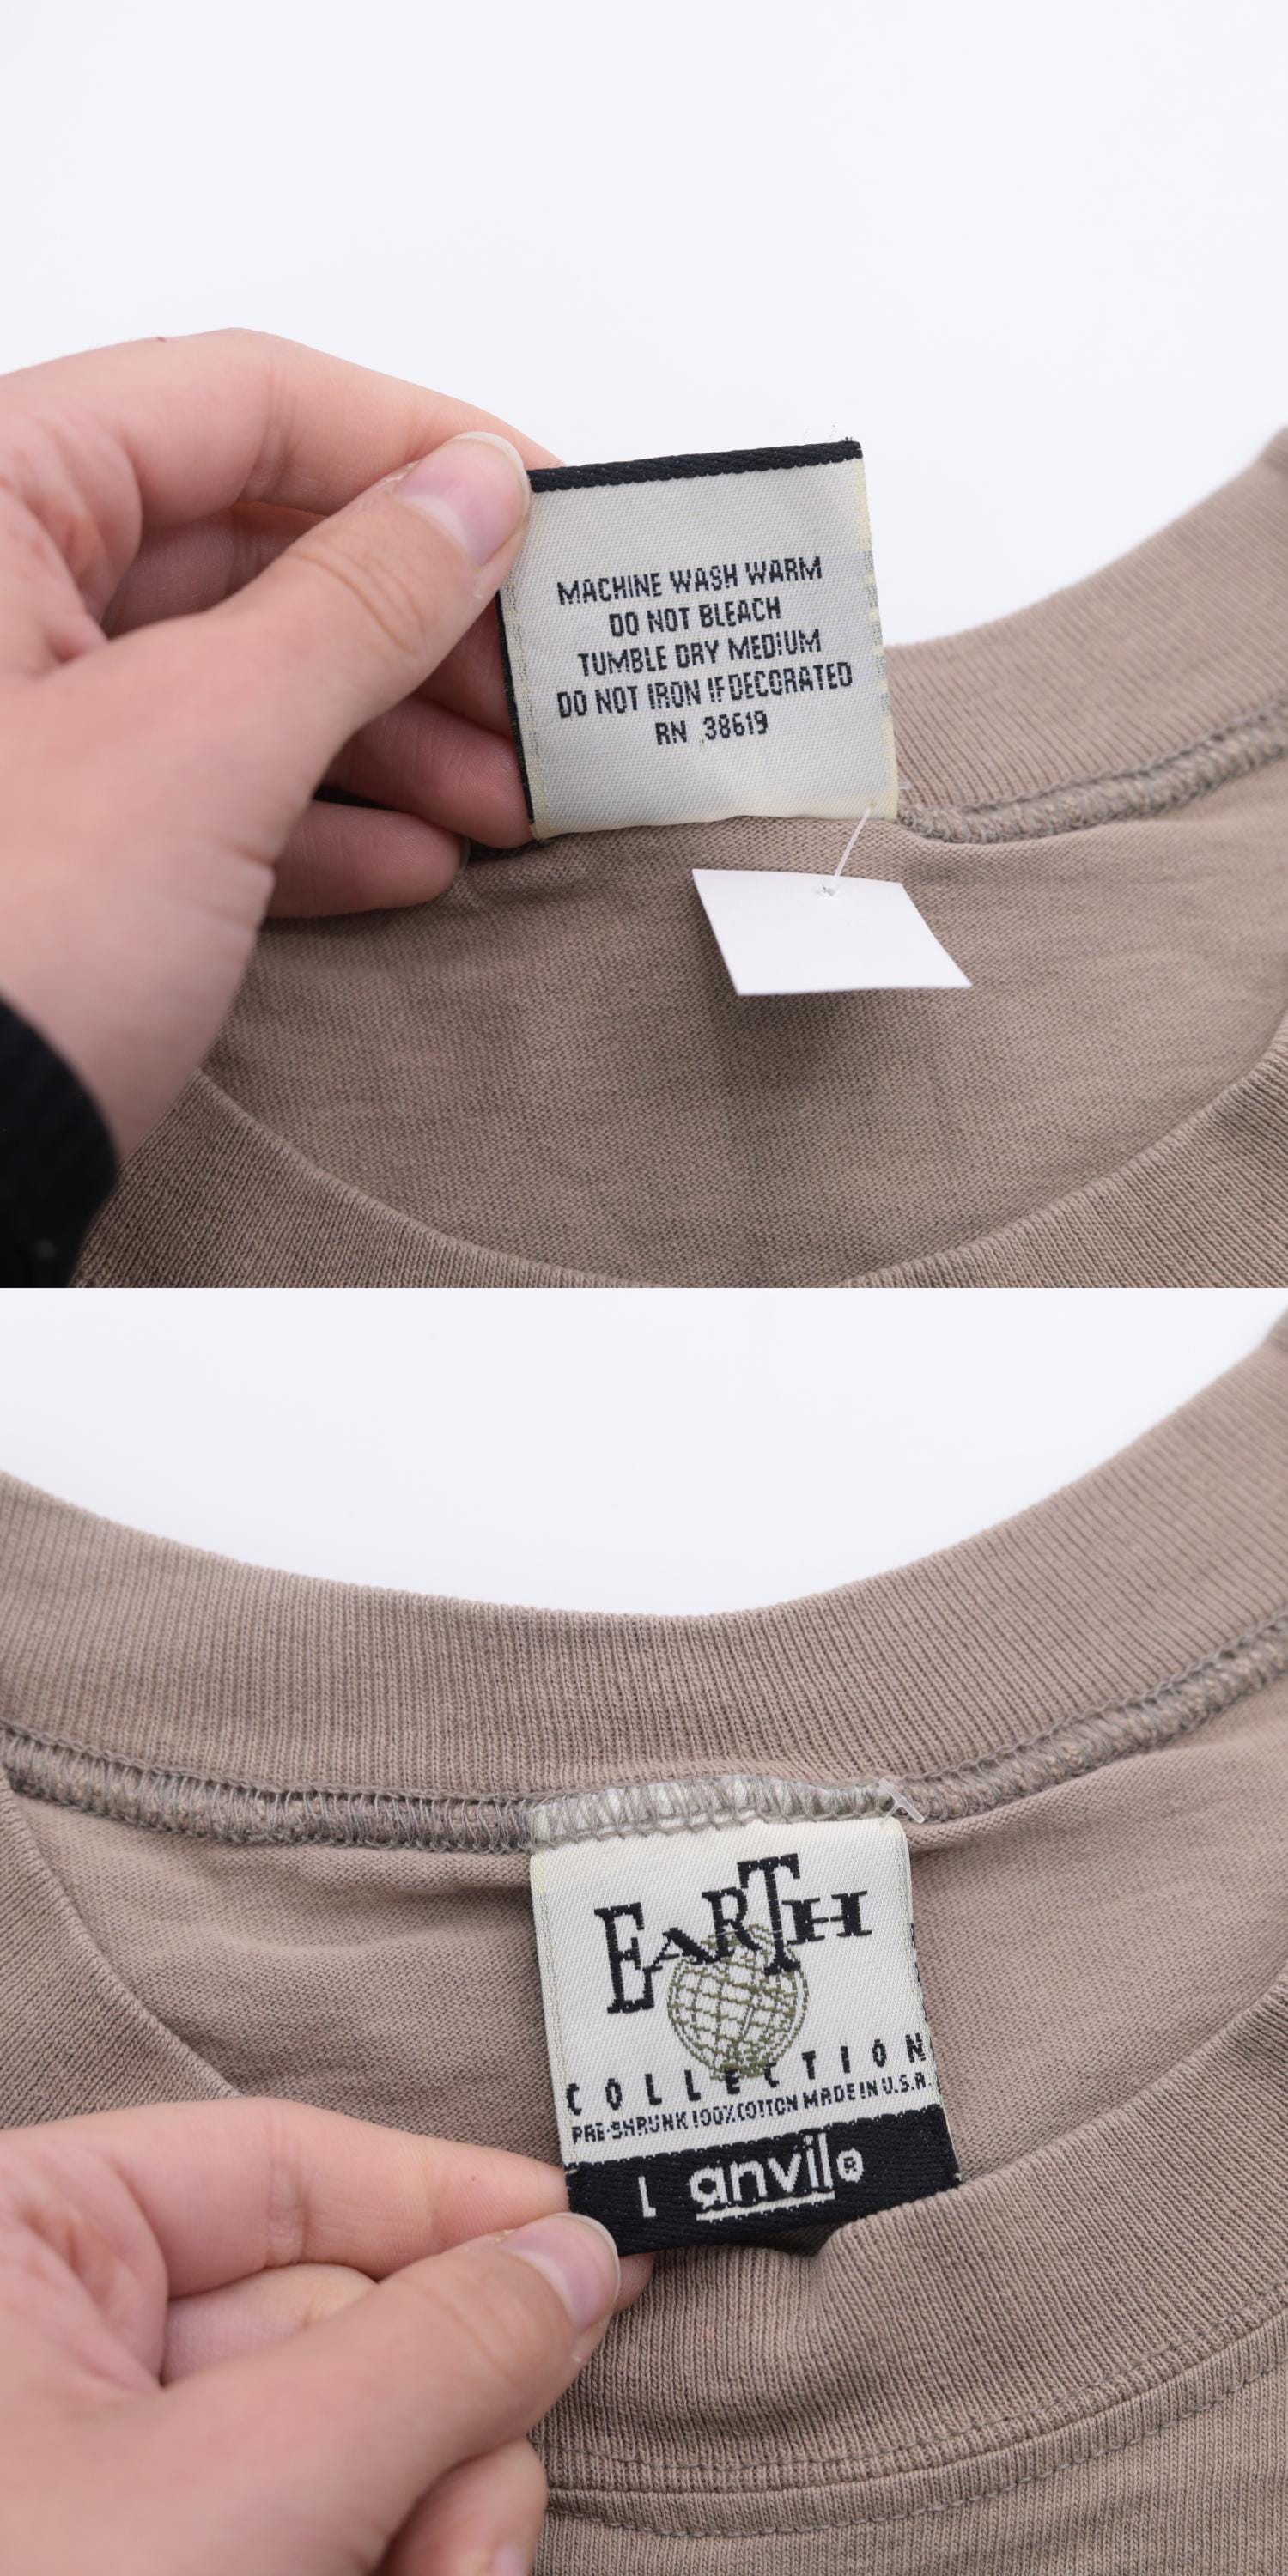 MACHINE WASH WARM
DO NOT BLEACH
TUMBLE DRY MEDIUM
DO NOT IRON IF DECORATED
RN 38619
EARTH
COLLECTION
PRE-SHRUNK 100% COTTON MADE IN U.S.A.
L anvil®